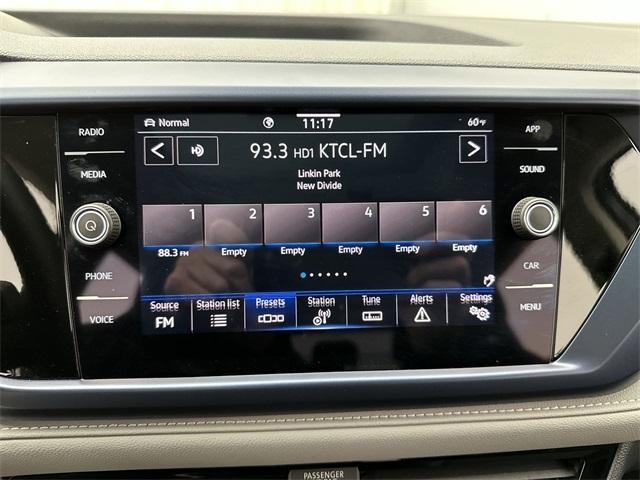 RADIO
MEDIA
PHONE
VOICE
Normal
11:17
60°F
93.3 HD1 KTCL-FM
Linkin Park
New Divide
1 2 3 4 5 6
88.3 FM Empty Empty Empty Empty Empty
Source Station list Presets Station Tune Alerts Settings
FM
APP
SOUND
CAR
MENU
PASSENGER